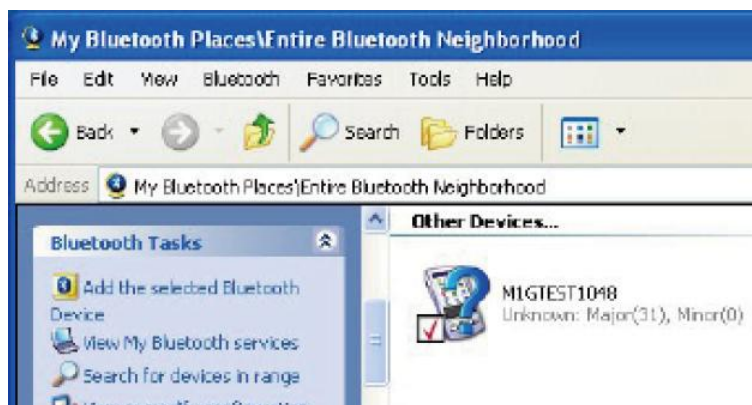 My Bluetooth Places\Entire Bluetooth Neighborhood
File Edit View Bluetooth Favorites Tools Help
Back Search Folders
Address My Bluetooth Places\Entire Bluetooth Neighborhood
Bluetooth Tasks
Add the selected Bluetooth
Device
View My Bluetooth services
Search for devices in range
Other Devices...
M1GTEST1048
Unknown: Major(31), Minor(0)